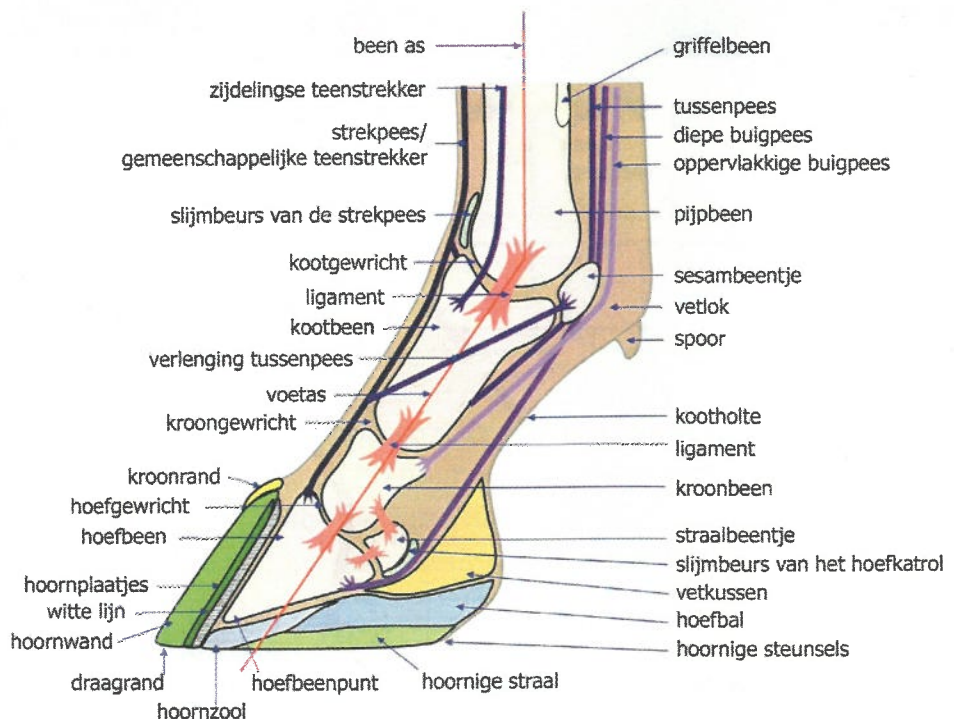 been as
zijdelingse teenstrekker
strekpees/
gemeenschappelijke teenstrekker
slijmbeurs van de strekpees
kootgewricht
ligament
kootbeen
verlenging tussenpees
voetas
kroongewricht
kroonrand
hoefgewricht
hoefbeen
hoornplaatjes
witte lijn
hoornwand
draagrand
hoornzool
hoefbeenpunt
hoornige straal
griffelbeen
tussenpees
diepe buigpees
oppervlakkige buigpees
pijpbeen
sesambeentje
vetlok
spoor
kootholte
ligament
kroonbeen
straalbeentje
slijmbeurs van het hoefkatrol
vetkussen
hoefbal
hoornige steunsels